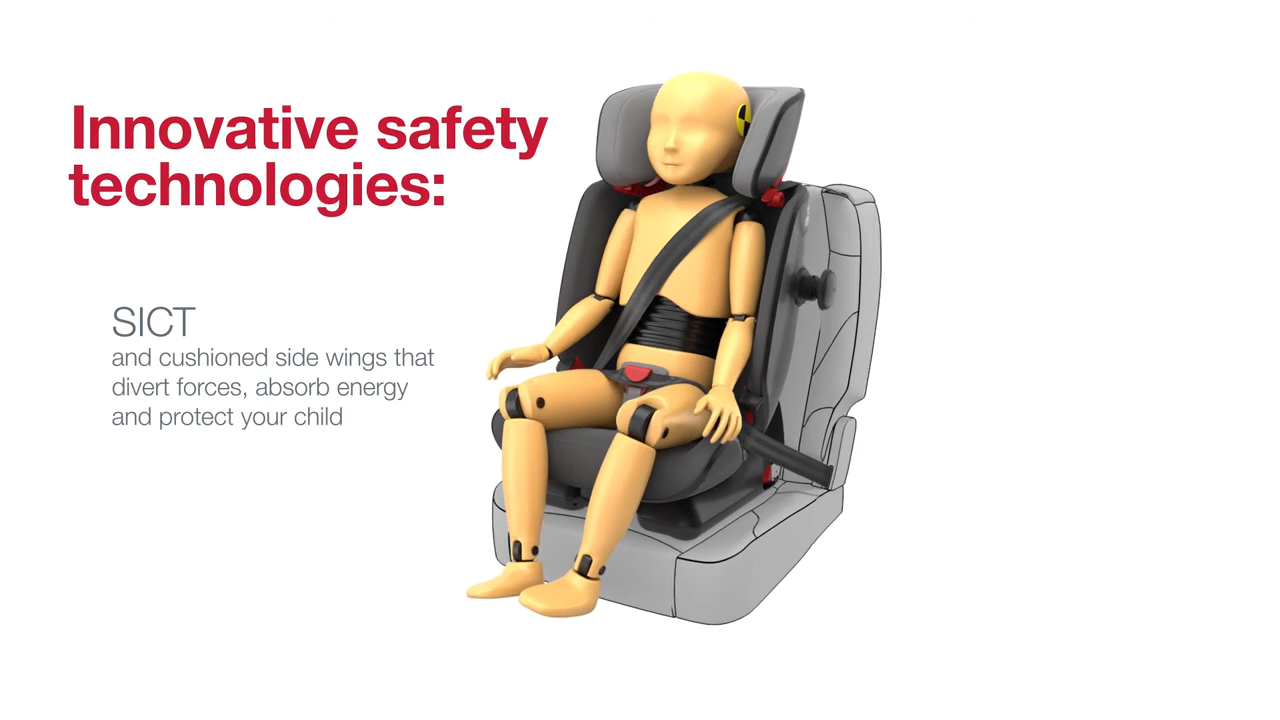 Innovative safety
technologies:
SICT
and cushioned side wings that
divert forces, absorb energy
and protect your child